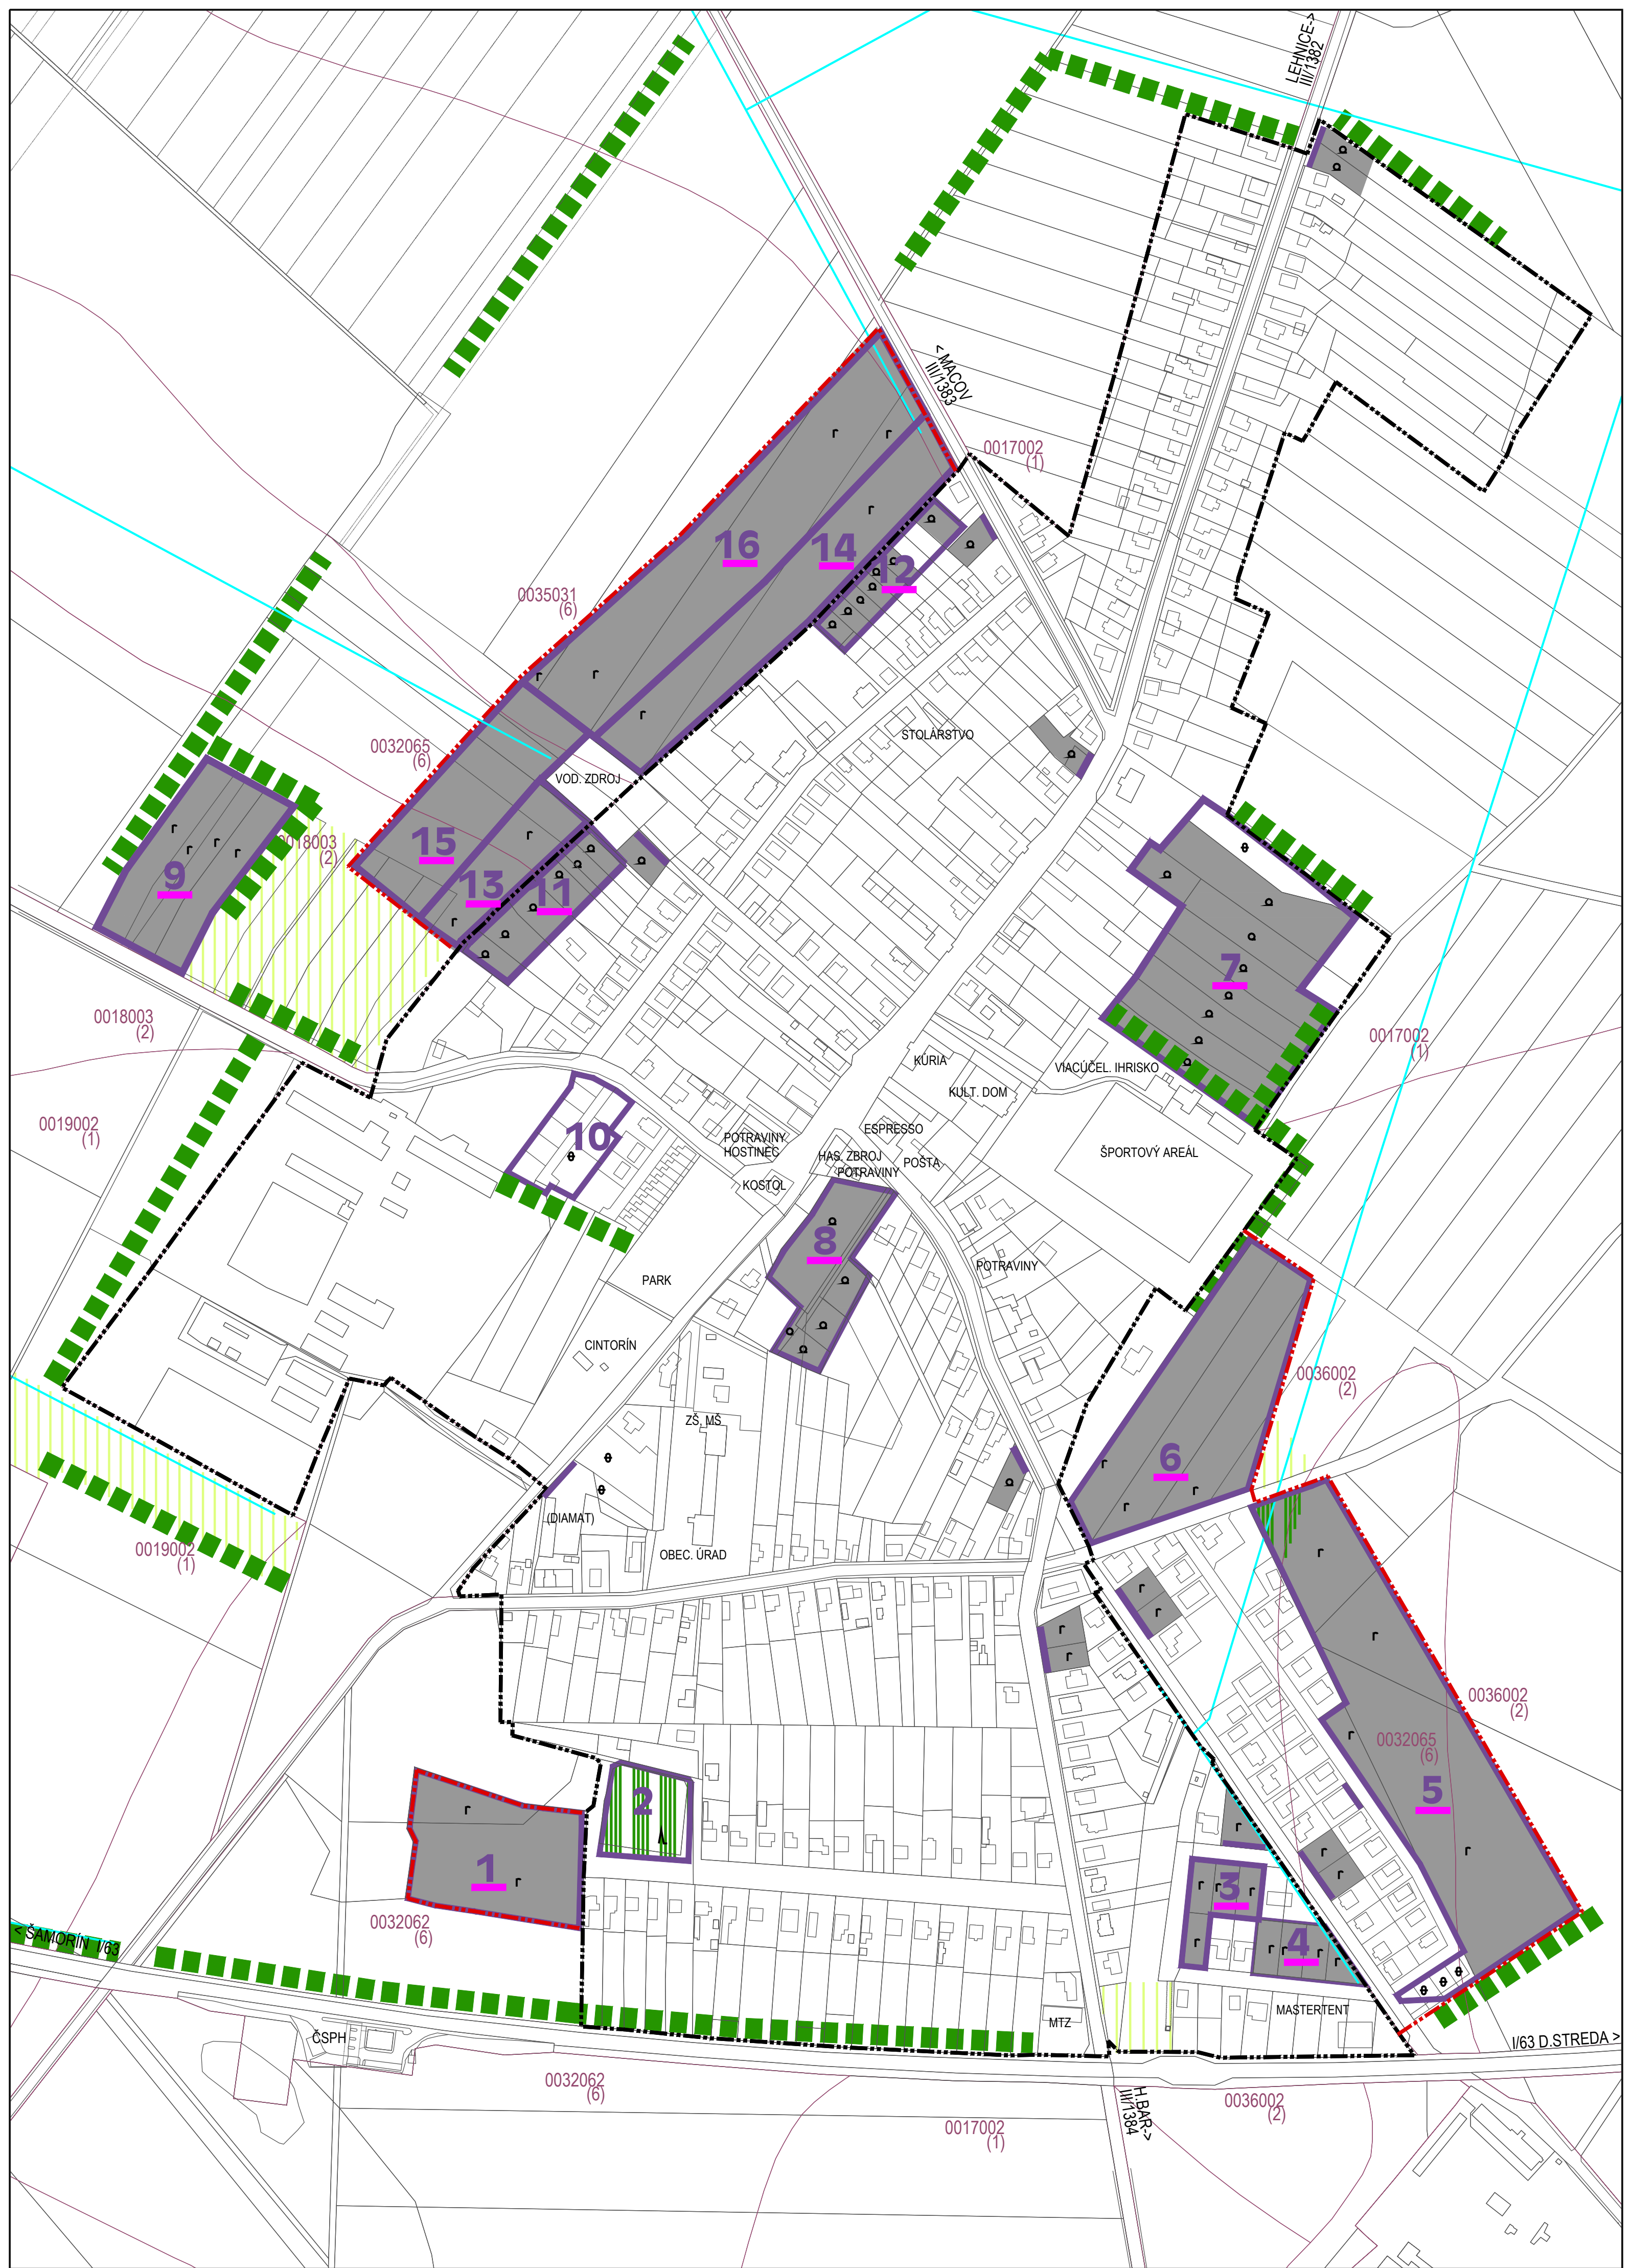 LEHNICE->
III/1382
< MACOV
III/1383
0017002
(1)
16
14
12
0035031
(6)
STOLÁRSTVO
0032065
(6)
VOD. ZDROJ
0018003
(2)
15
9
13
11
7
0018003
(2)
0017002
(1)
KÚRIA
VIACÚČEL. IHRISKO
KULT. DOM
0019002
(1)
10
ESPRESSO
POTRAVINY
HOSTINEC
HAS. ZBROJ
POŠTA
POTRAVINY
ŠPORTOVÝ AREÁL
KOSTOL
8
POTRAVINY
PARK
CINTORÍN
0036002
(2)
ZŠ, MŠ
6
(DIAMAT)
0019002
(1)
OBEC. ÚRAD
0036002
(2)
0032065
(6)
5
2
1
3
0032062
(6)
< ŠAMORÍN I/63
4
MASTERTENT
MTZ
ČSPH
I/63 D.STREDA >
0032062
(6)
H.BAR->
III/1384
0036002
(2)
0017002
(1)